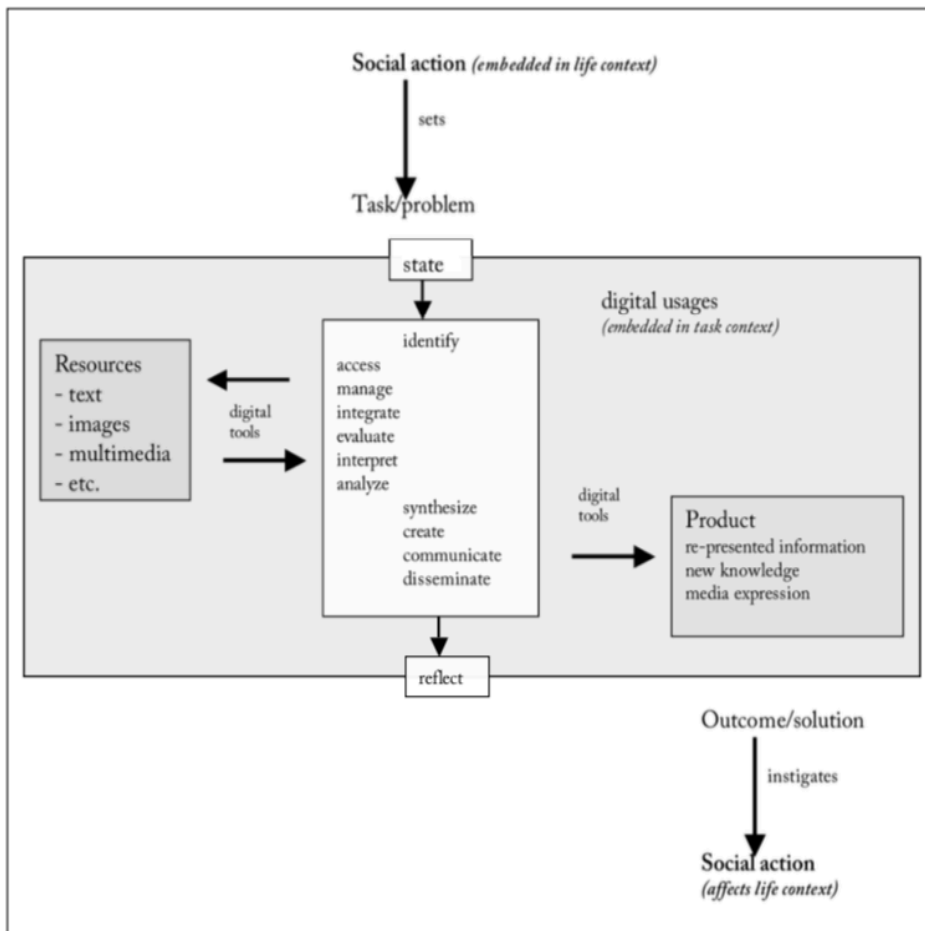 Social action (embedded in life context)
sets
Task/problem
state
digital usages
(embedded in task context)
Resources
- text
- images
- multimedia
- etc.
digital
tools
identify
access
manage
integrate
evaluate
interpret
analyze
synthesize
create
communicate
disseminate
digital
tools
Product
re-presented information
new knowledge
media expression
reflect
Outcome/solution
instigates
Social action
(affects life context)